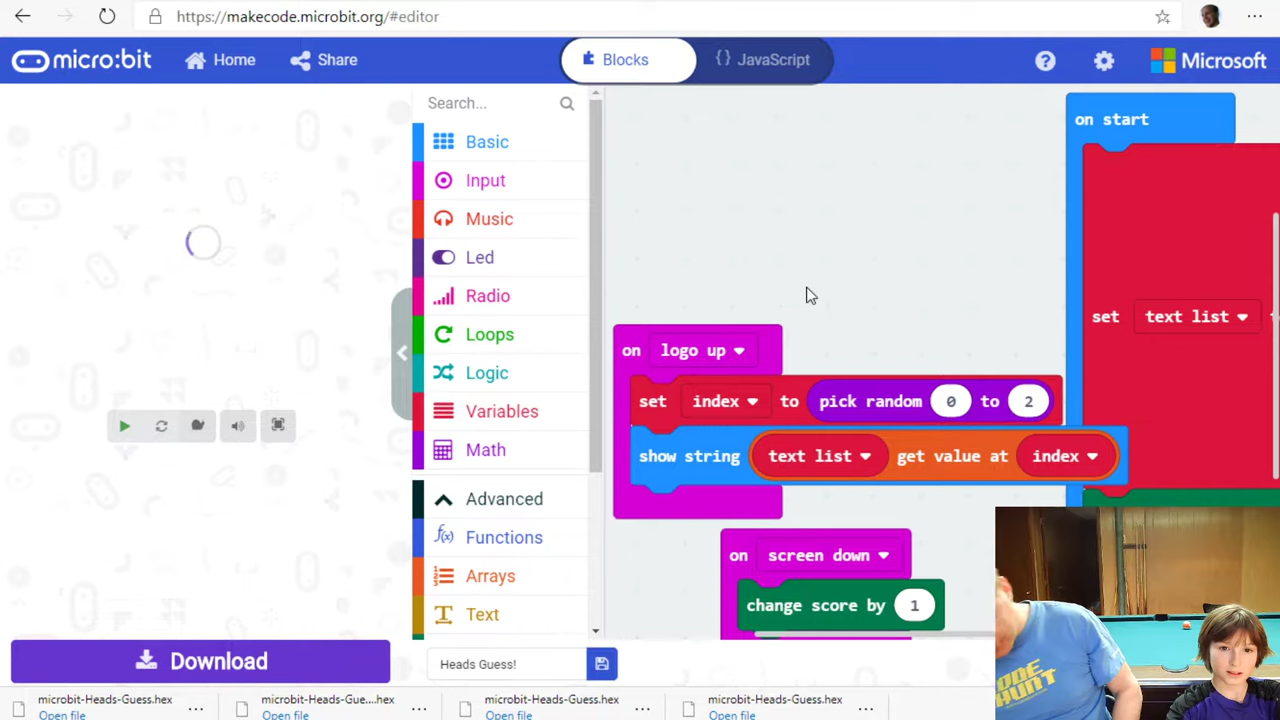 https://makecode.microbit.org/#editor
micro:bit Home Share Blocks {} JavaScript ? Microsoft
Search...
Basic
Input
Music
Led
Radio
Loops
Logic
Variables
Math
Advanced
f(x) Functions
Arrays
T Text
on start
set text list
on logo up
set index to pick random 0 to 2
show string text list get value at index
on screen down
change score by 1
Download
Heads Guess!
microbit-Heads-Guess.hex
Open file
microbit-Heads-Gue....hex
Open file
microbit-Heads-Guess.hex
Open file
microbit-Heads-Guess.hex
Open file
CODE
HUNT